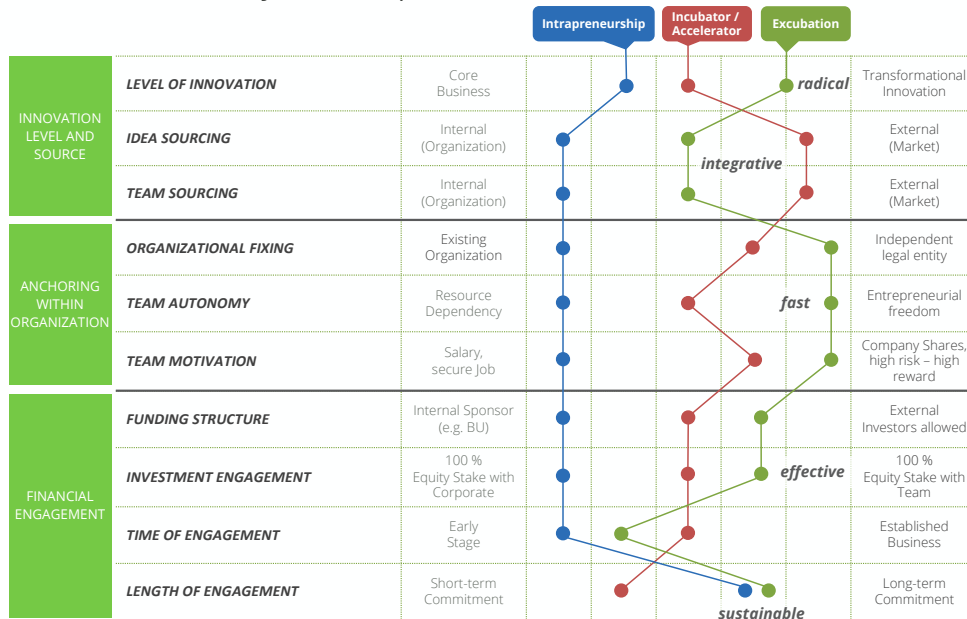 Intrapreneurship
Incubator /
Accelerator
Excubation
INNOVATION
LEVEL AND
SOURCE
LEVEL OF INNOVATION
Core
Business
radical
Transformational
Innovation
IDEA SOURCING
Internal
(Organization)
External
(Market)
integrative
TEAM SOURCING
Internal
(Organization)
External
(Market)
ANCHORING
WITHIN
ORGANIZATION
ORGANIZATIONAL FIXING
Existing
Organization
Independent
legal entity
TEAM AUTONOMY
Resource
Dependency
fast
Entrepreneurial
freedom
TEAM MOTIVATION
Salary,
secure Job
Company Shares,
high risk – high
reward
FINANCIAL
ENGAGEMENT
FUNDING STRUCTURE
Internal Sponsor
(e.g. BU)
External
Investors allowed
INVESTMENT ENGAGEMENT
100 %
Equity Stake with
Corporate
effective
100 %
Equity Stake with
Team
TIME OF ENGAGEMENT
Early
Stage
Established
Business
LENGTH OF ENGAGEMENT
Short-term
Commitment
Long-term
Commitment
sustainable